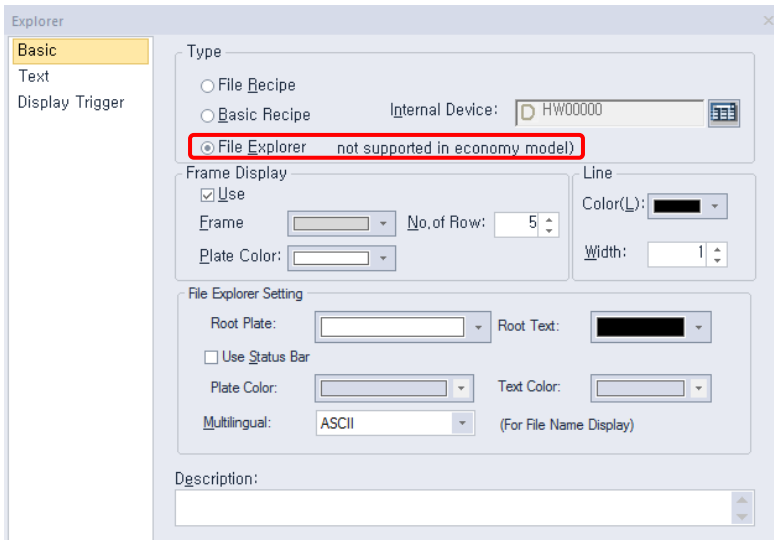 Explorer
Basic
Text
Display Trigger
Type
File Recipe
Basic Recipe
Internal Device:
D HW00000
File Explorer not supported in economy model)
Frame Display
Use
Frame
No,of Row: 5
Plate Color:
Line
Color(L):
Width: 1
File Explorer Setting
Root Plate:
Root Text:
Use Status Bar
Plate Color:
Text Color:
Multilingual: ASCII (For File Name Display)
Description: